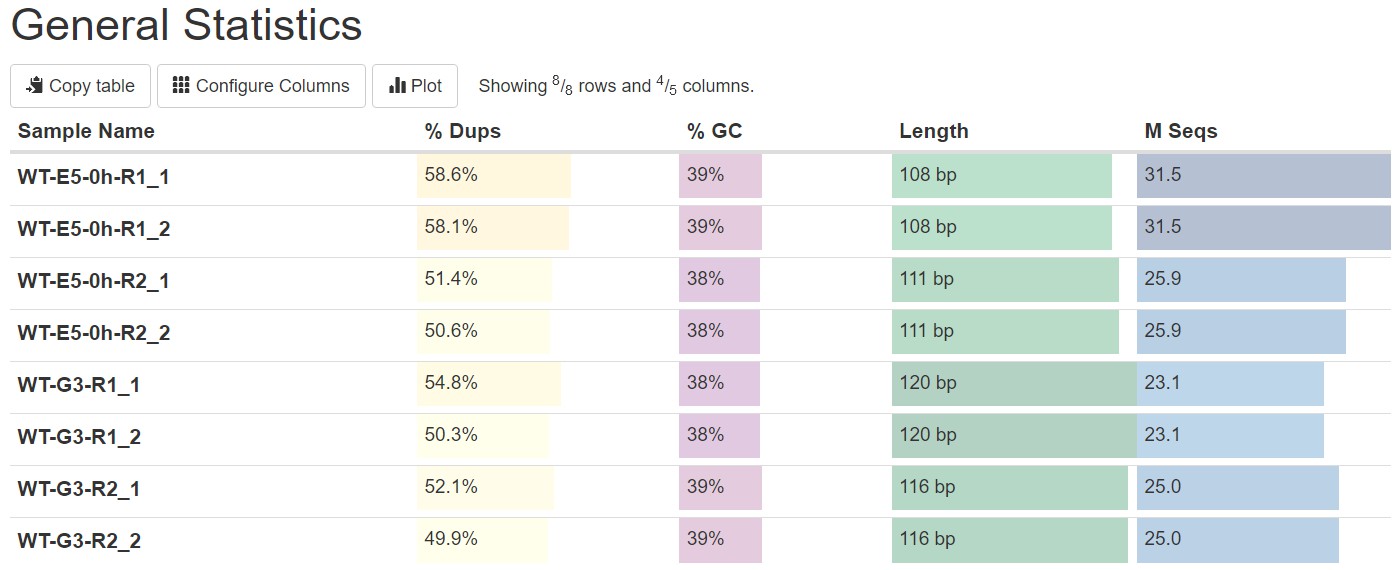 General Statistics
Copy table Configure Columns Plot Showing 8/8 rows and 4/5 columns.
Sample Name % Dups % GC Length M Seqs
WT-E5-0h-R1_1 58.6% 39% 108 bp 31.5
WT-E5-0h-R1_2 58.1% 39% 108 bp 31.5
WT-E5-0h-R2_1 51.4% 38% 111 bp 25.9
WT-E5-0h-R2_2 50.6% 38% 111 bp 25.9
WT-G3-R1_1 54.8% 38% 120 bp 23.1
WT-G3-R1_2 50.3% 38% 120 bp 23.1
WT-G3-R2_1 52.1% 39% 116 bp 25.0
WT-G3-R2_2 49.9% 39% 116 bp 25.0